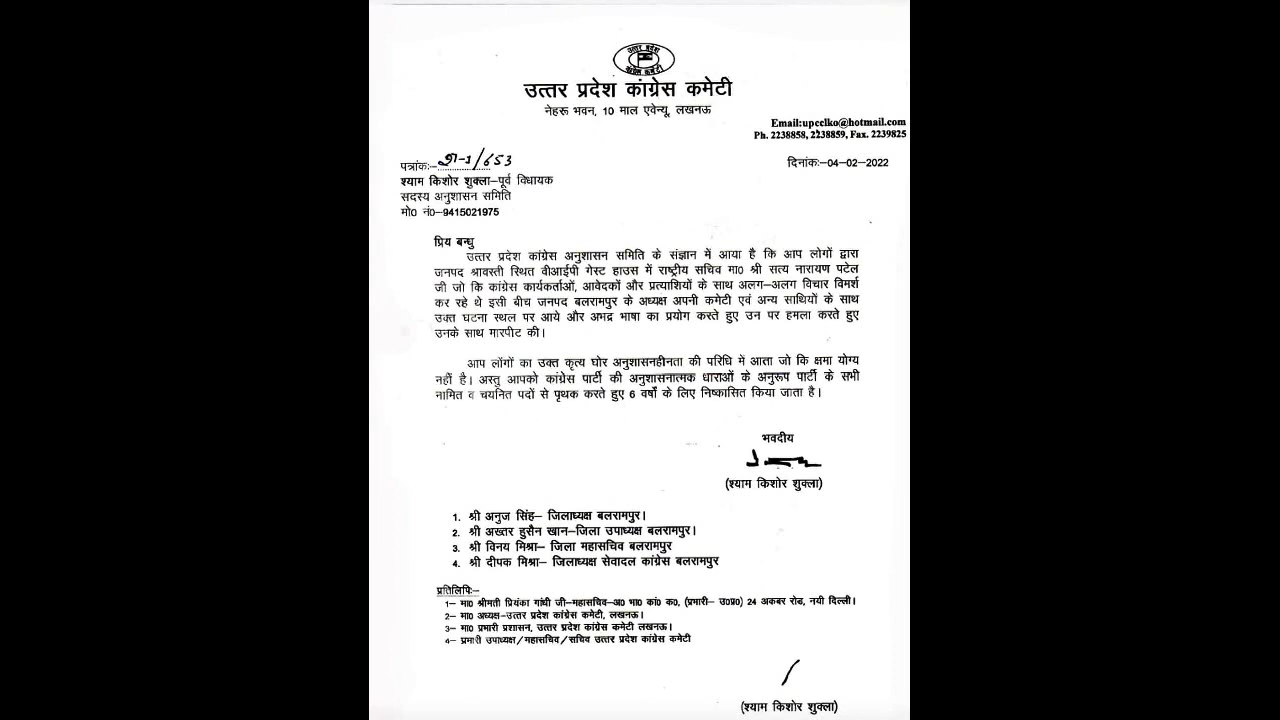 उत्तर प्रदेश
कांग्रेस कमेटी
उत्तर प्रदेश कांग्रेस कमेटी
नेहरू भवन, 10 माल एवेन्यू, लखनऊ
Email:upcclko@hotmail.com
Ph. 2238858, 2238859, Fax. 2239825
पत्रांकः-
/653
दिनांकः-04-02-2022
श्याम किशोर शुक्ला–पूर्व विधायक
सदस्य अनुशासन समिति
मो0 नं0–9415021975
प्रिय बन्धु
उत्तर प्रदेश कांग्रेस अनुशासन समिति के संज्ञान में आया है कि आप लोगों द्वारा
जनपद श्रावस्ती स्थित वीआईपी गेस्ट हाउस में राष्ट्रीय सचिव मा0 श्री सत्य नारायण पटेल
जी जो कि कांग्रेस कार्यकर्ताओं, आवेदकों और प्रत्याशियों के साथ अलग–अलग विचार विमर्श
कर रहे थे इसी बीच जनपद बलरामपुर के अध्यक्ष अपनी कमेटी एवं अन्य साथियों के साथ
उक्त घटना स्थल पर आये और अभद्र भाषा का प्रयोग करते हुए उन पर हमला करते हुए
उनके साथ मारपीट की।
आप लोंगों का उक्त कृत्य घोर अनुशासनहीनता की परिधि में आता जो कि क्षमा योग्य
नहीं है। अस्तु आपको कांग्रेस पार्टी की अनुशासनात्मक धाराओं के अनुरूप पार्टी के सभी
नामित व चयनित पदों से पृथक करते हुए 6 वर्षों के लिए निष्कासित किया जाता है।
भवदीय
(श्याम किशोर शुक्ला)
1. श्री अनुज सिंह– जिलाध्यक्ष बलरामपुर।
2. श्री अख्तर हुसैन खान–जिला उपाध्यक्ष बलरामपुर।
3. श्री विनय मिश्रा– जिला महासचिव बलरामपुर
4. श्री दीपक मिश्रा– जिलाध्यक्ष सेवादल कांग्रेस बलरामपुर
प्रतिलिपिः–
1– मा0 श्रीमती प्रियंका गांधी जी–महासचिव–अ0 भा0 कां0 क0, (प्रभारी– उ0प्र0) 24 अकबर रोड, नयी दिल्ली।
2– मा0 अध्यक्ष–उत्तर प्रदेश कांग्रेस कमेटी, लखनऊ।
3– मा0 प्रभारी प्रशासन, उत्तर प्रदेश कांग्रेस कमेटी लखनऊ।
4– प्रभारी उपाध्यक्ष/महासचिव/सचिव उत्तर प्रदेश कांग्रेस कमेटी
(श्याम किशोर शुक्ला)